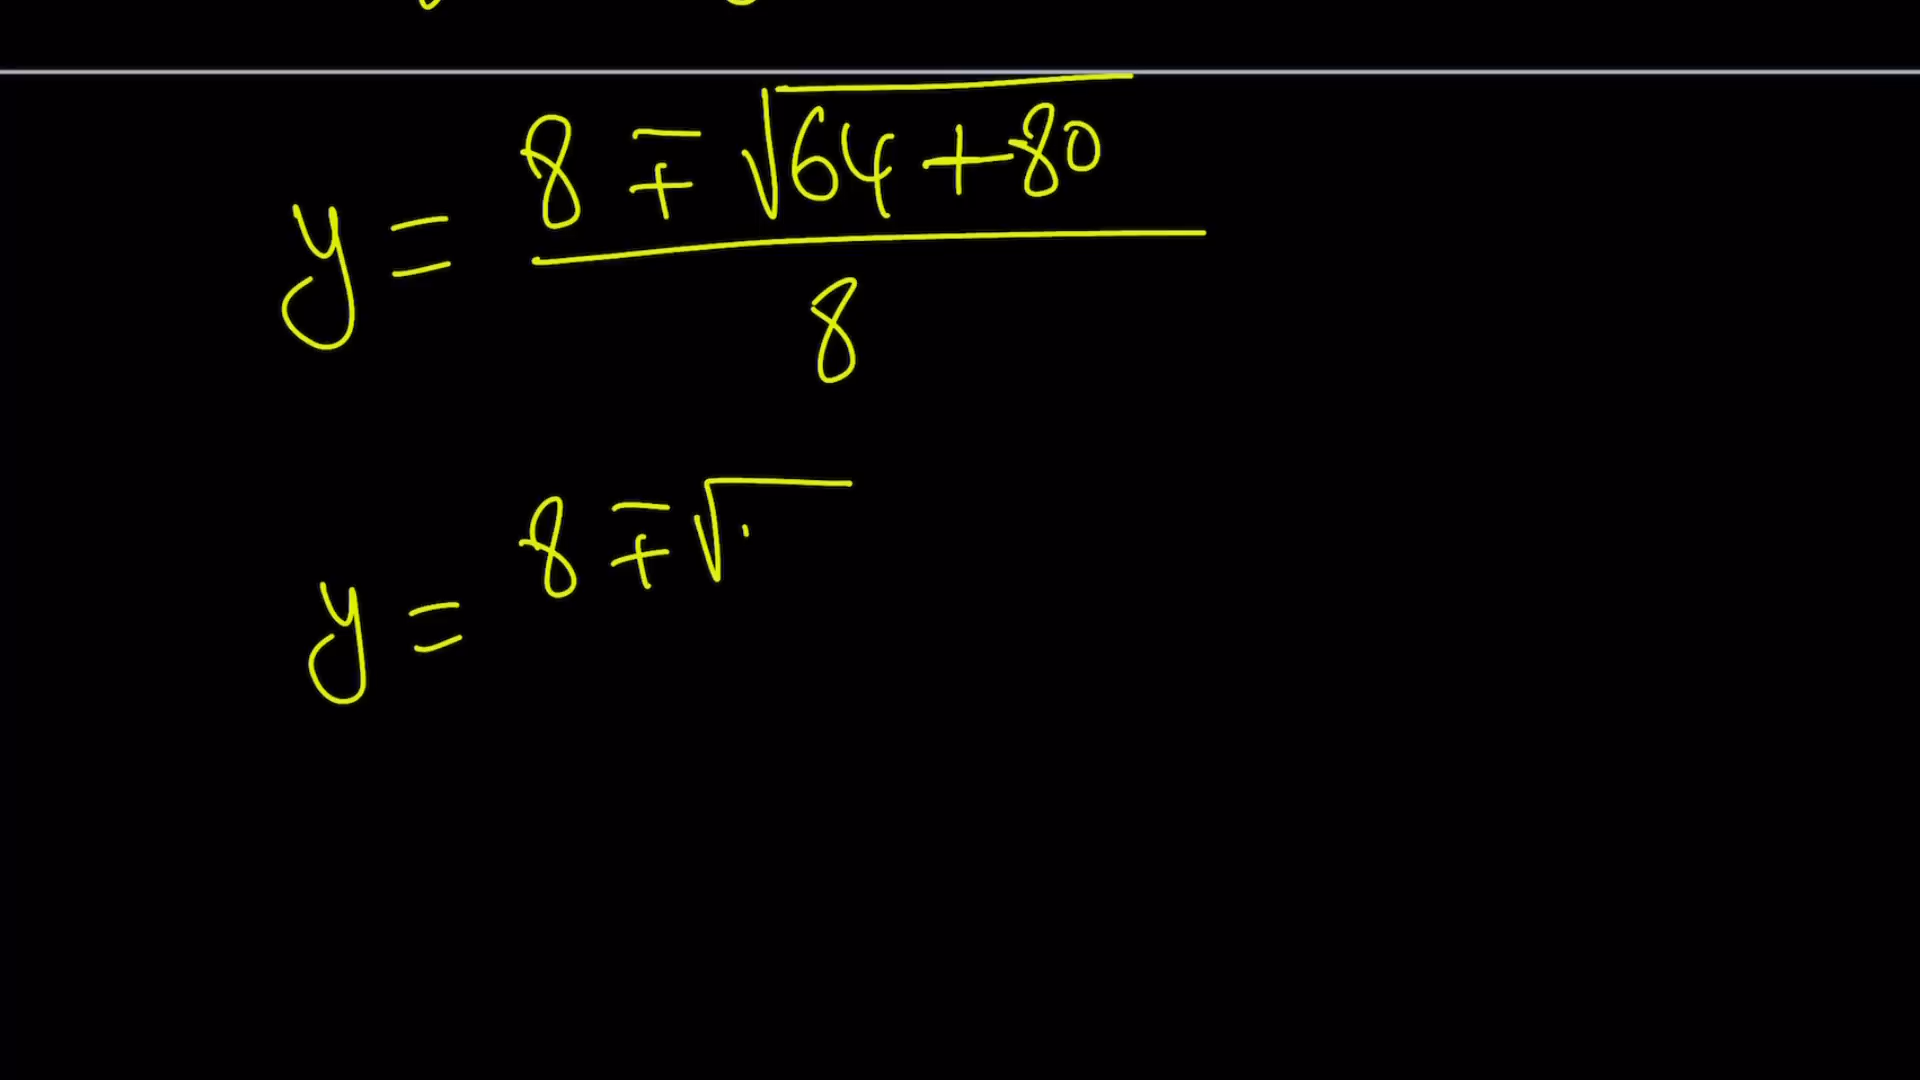 y = 8 ∓ √64+80 / 8
y = 8 ∓ √